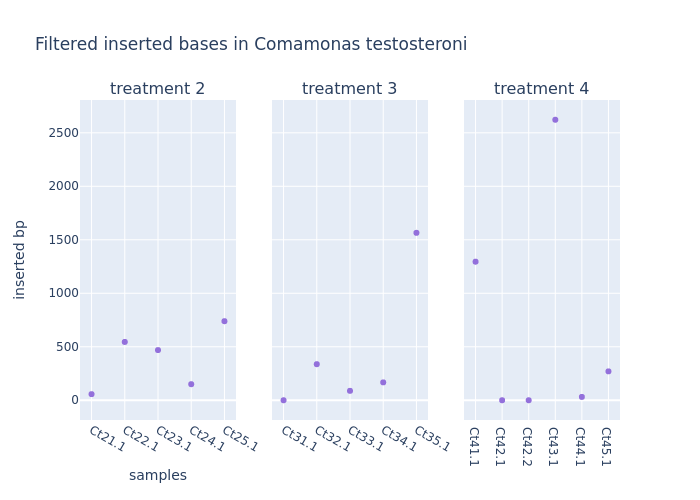 Filtered inserted bases in Comamonas testosteroni
treatment 2
treatment 3
treatment 4
inserted bp
2500
2000
1500
1000
500
0
Ct21.1
Ct22.1
Ct23.1
Ct24.1
Ct25.1
Ct31.1
Ct32.1
Ct33.1
Ct34.1
Ct35.1
Ct41.1
Ct42.1
Ct42.2
Ct43.1
Ct44.1
Ct45.1
samples